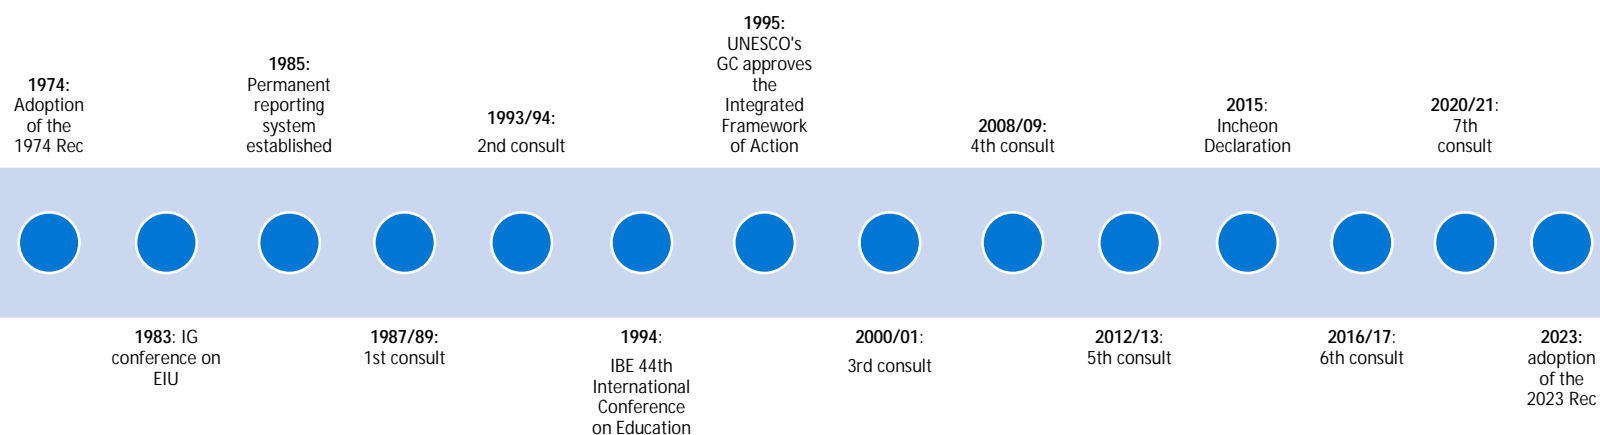 1974:
Adoption
of the
1974 Rec
1983: IG
conference on
EIU
1985:
Permanent
reporting
system
established
1987/89:
1st consult
1993/94:
2nd consult
1994:
IBE 44th
International
Conference
on Education
1995:
UNESCO's
GC approves
the
Integrated
Framework
of Action
2000/01:
3rd consult
2008/09:
4th consult
2012/13:
5th consult
2015:
Incheon
Declaration
2016/17:
6th consult
2020/21:
7th
consult
2023:
adoption
of the
2023 Rec